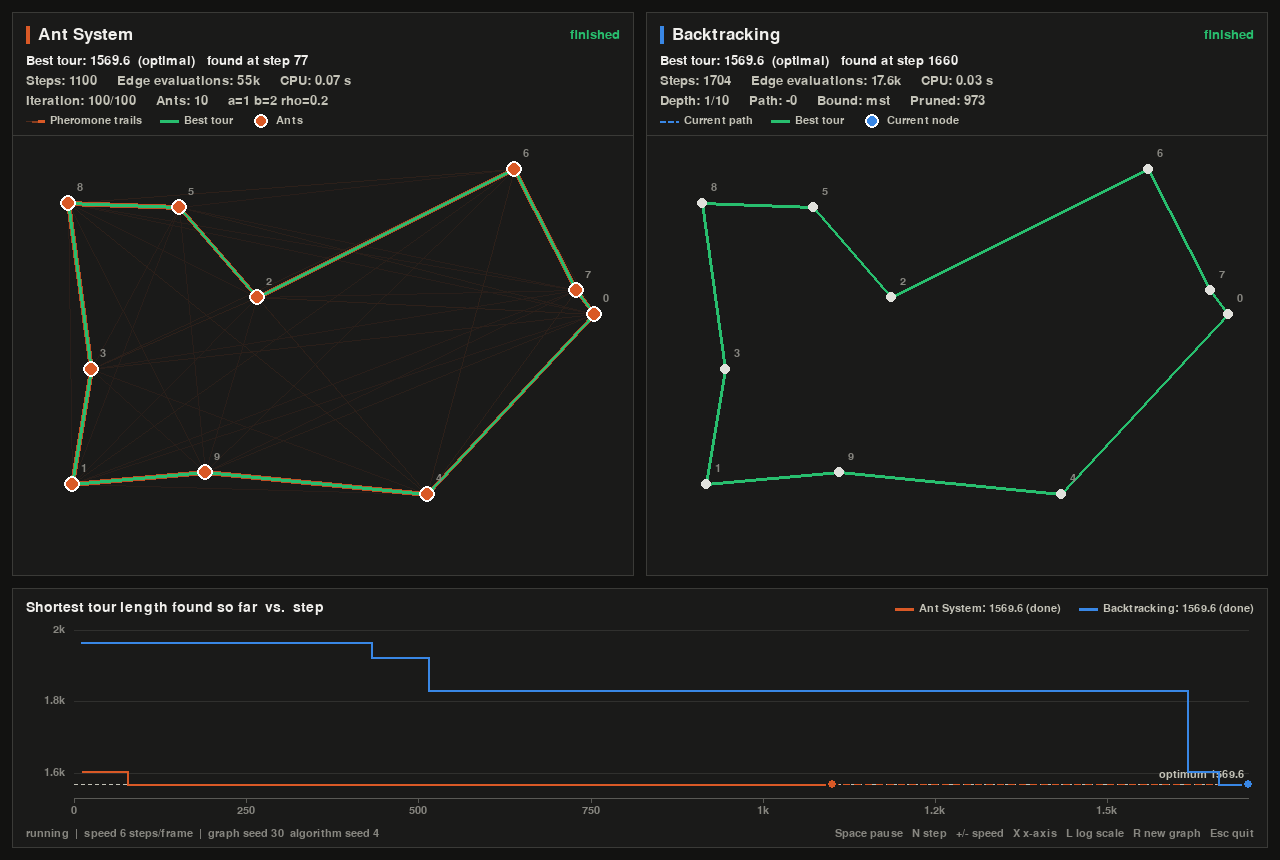 Ant System
finished
Best tour: 1569.6 (optimal) found at step 77
Steps: 1100 Edge evaluations: 55k CPU: 0.07 s
Iteration: 100/100 Ants: 10 a=1 b=2 rho=0.2
Pheromone trails Best tour Ants
6
8
5
2
7
0
3
1
9
4
Backtracking
finished
Best tour: 1569.6 (optimal) found at step 1660
Steps: 1704 Edge evaluations: 17.6k CPU: 0.03 s
Depth: 1/10 Path: -0 Bound: mst Pruned: 973
Current path Best tour Current node
6
8
5
2
7
0
3
1
9
4
Shortest tour length found so far vs. step
Ant System: 1569.6 (done) Backtracking: 1569.6 (done)
2k
1.8k
1.6k
optimum 1569.6
0 250 500 750 1k 1.2k 1.5k
running | speed 6 steps/frame | graph seed 30 algorithm seed 4
Space pause N step +/- speed X x-axis L log scale R new graph Esc quit